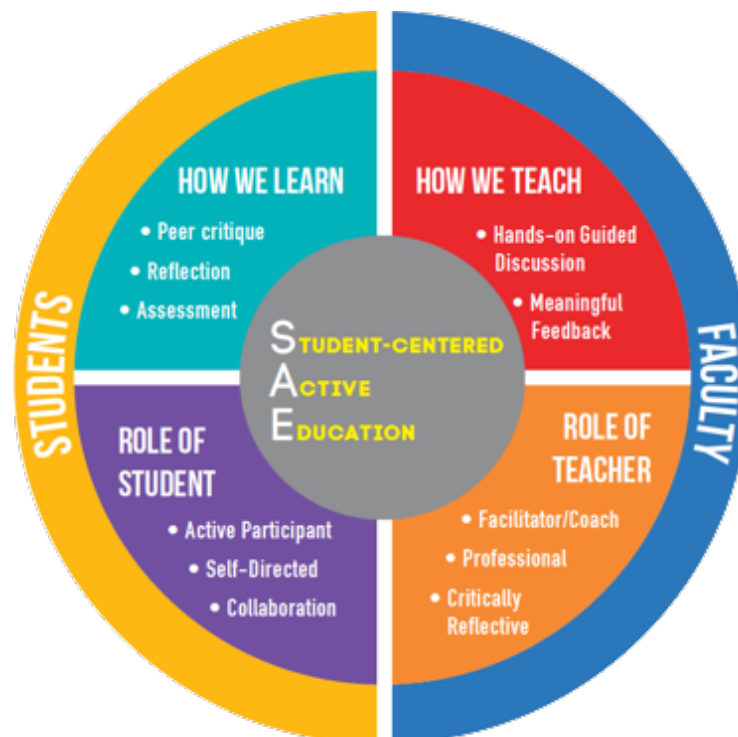 STUDENTS
HOW WE LEARN
• Peer critique
• Reflection
• Assessment
HOW WE TEACH
• Hands-on Guided
Discussion
• Meaningful
Feedback
STUDENT-CENTERED
ACTIVE
EDUCATION
ROLE OF
STUDENT
• Active Participant
• Self-Directed
• Collaboration
ROLE OF
TEACHER
• Facilitator/Coach
• Professional
• Critically
Reflective
FACULTY